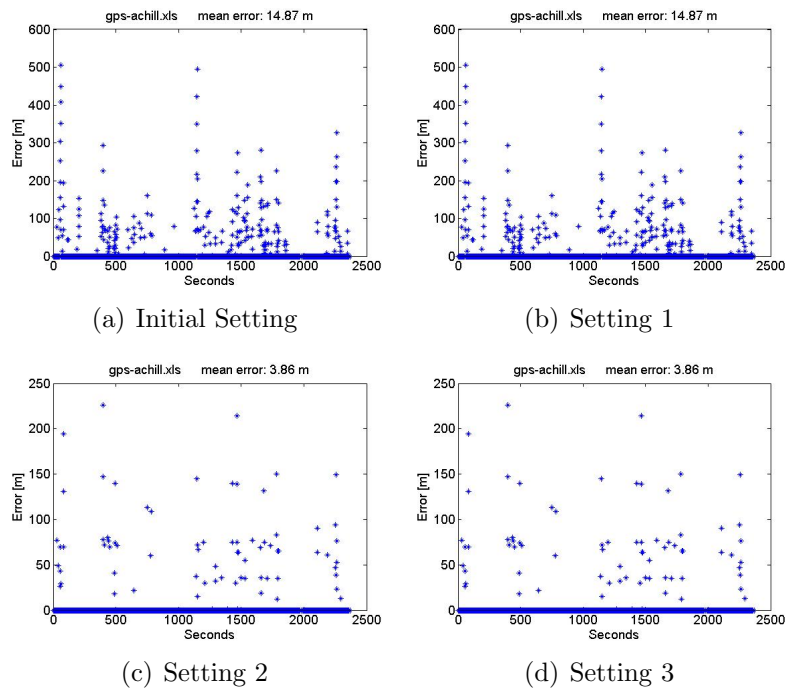 gps-achill.xls mean error: 14.87 m
600
500
400
300
200
100
0
Error [m]
0 500 1000 1500 2000 2500
Seconds
(a) Initial Setting
gps-achill.xls mean error: 14.87 m
600
500
400
300
200
100
0
Error [m]
0 500 1000 1500 2000 2500
Seconds
(b) Setting 1
gps-achill.xls mean error: 3.86 m
250
200
150
100
50
0
Error [m]
0 500 1000 1500 2000 2500
Seconds
(c) Setting 2
gps-achill.xls mean error: 3.86 m
250
200
150
100
50
0
Error [m]
0 500 1000 1500 2000 2500
Seconds
(d) Setting 3